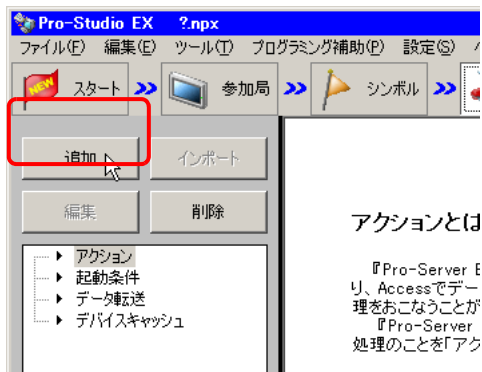 Pro-Studio EX ?.npx
ファイル(F) 編集(E) ツール(T) プログラミング補助(P) 設定(S)
NEW スタート 参加局 シンボル
追加 インポート
編集 削除
アクション
起動条件
データ転送
デバイスキャッシュ
アクションとは
『Pro-Server E
り、Accessでデー
理をおこなうことが
『Pro-Server
処理のことを「アク